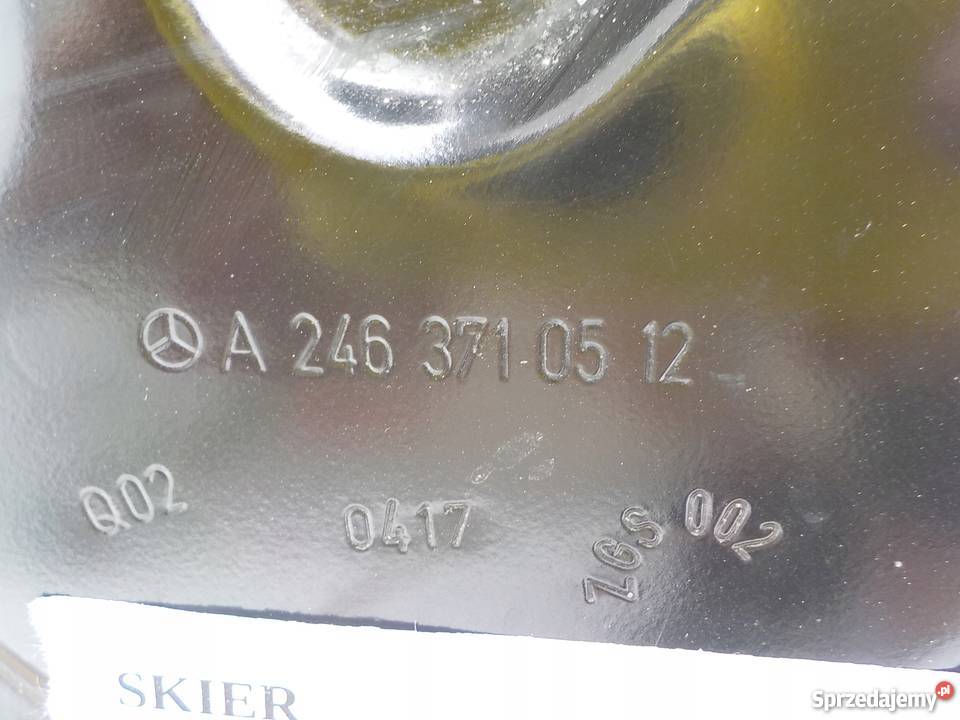 A 246 371 05 12
Q02
0417
ZGS 002
SKIER
Sprzedajemy.pl